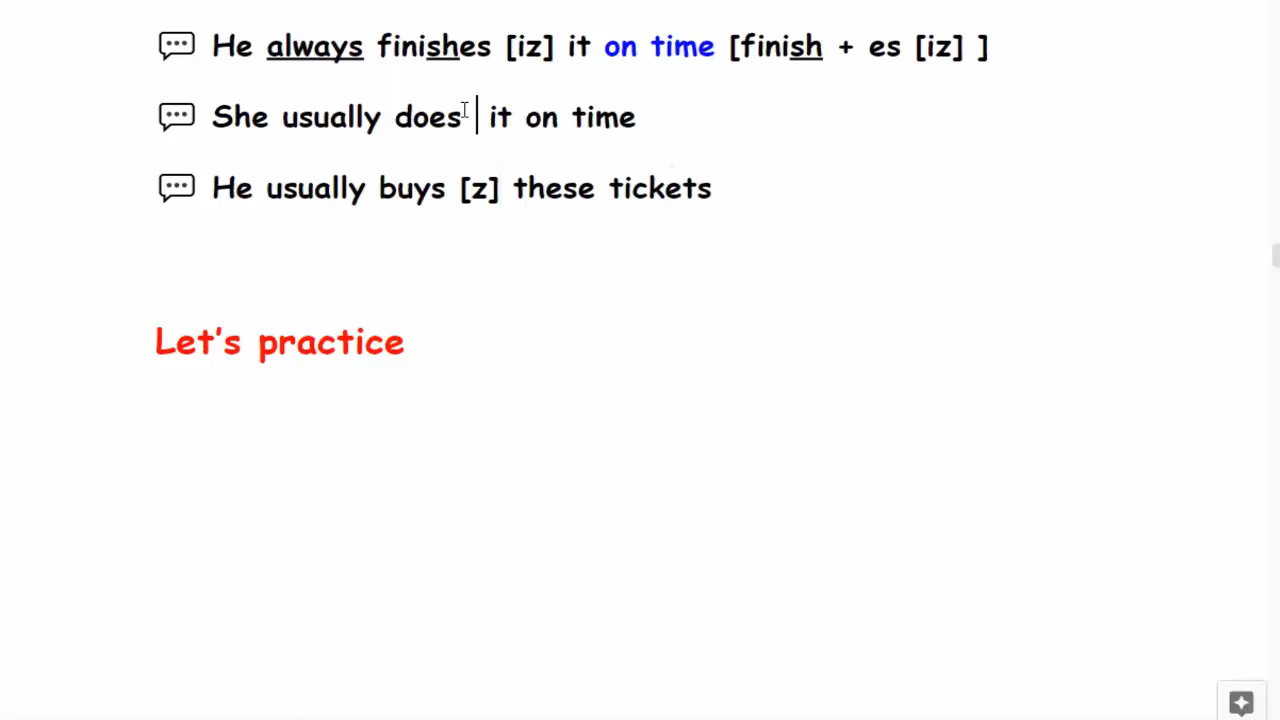 He always finishes [iz] it on time [finish + es [iz] ]
She usually does it on time
He usually buys [z] these tickets
Let's practice